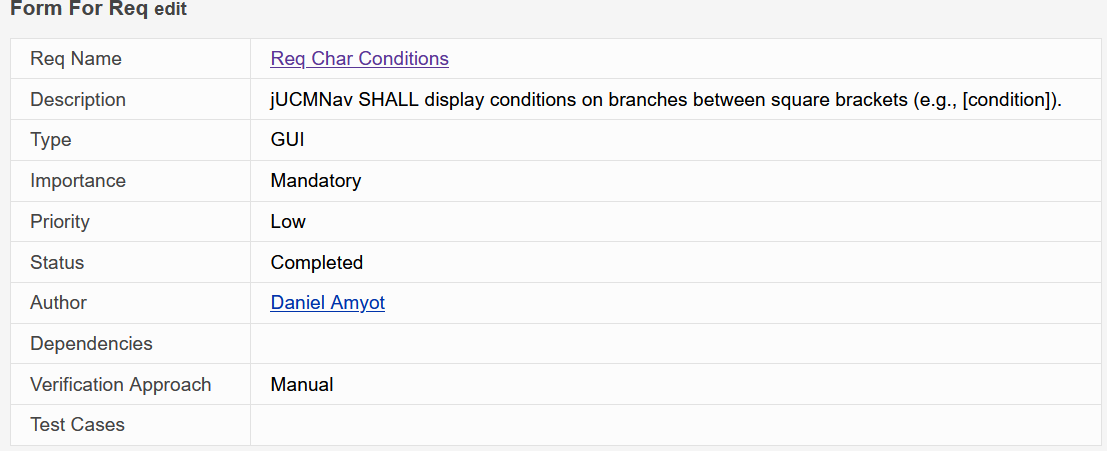 Form For Req edit
Req Name Req Char Conditions
Description jUCMNav SHALL display conditions on branches between square brackets (e.g., [condition]).
Type GUI
Importance Mandatory
Priority Low
Status Completed
Author Daniel Amyot
Dependencies
Verification Approach Manual
Test Cases